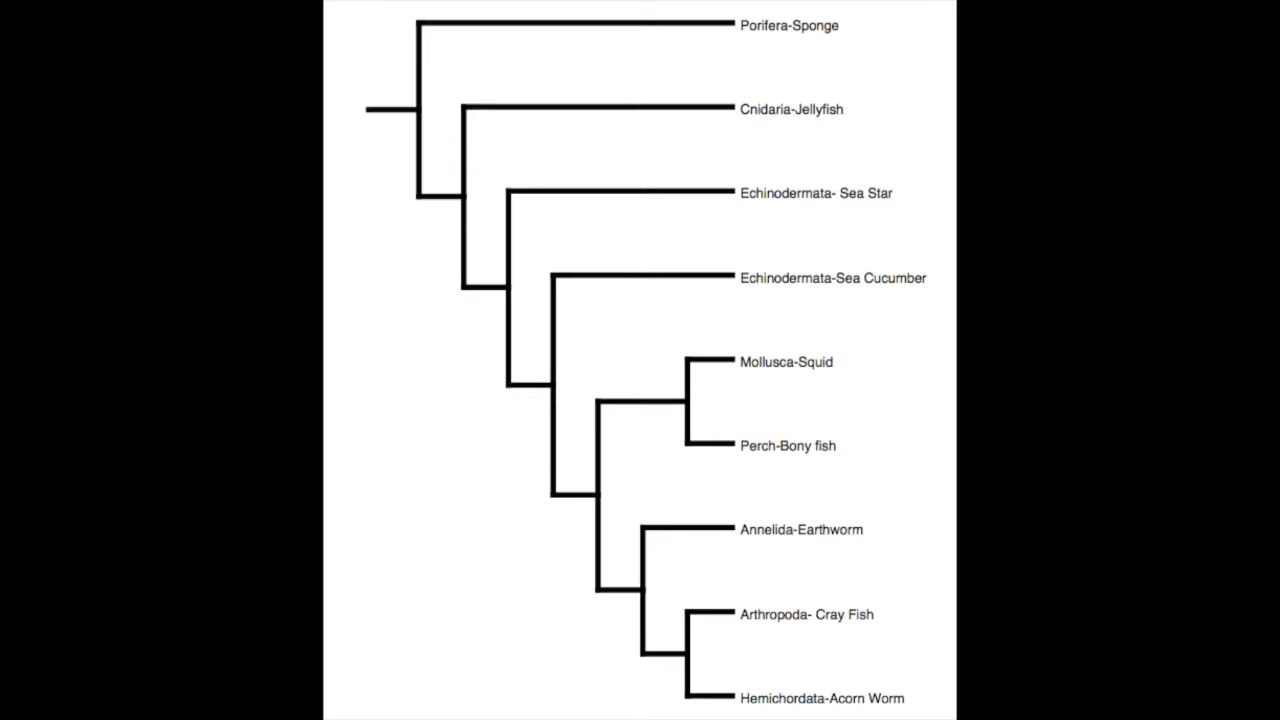 Porifera-Sponge
Cnidaria-Jellyfish
Echinodermata- Sea Star
Echinodermata-Sea Cucumber
Mollusca-Squid
Perch-Bony fish
Annelida-Earthworm
Arthropoda- Cray Fish
Hemichordata-Acorn Worm